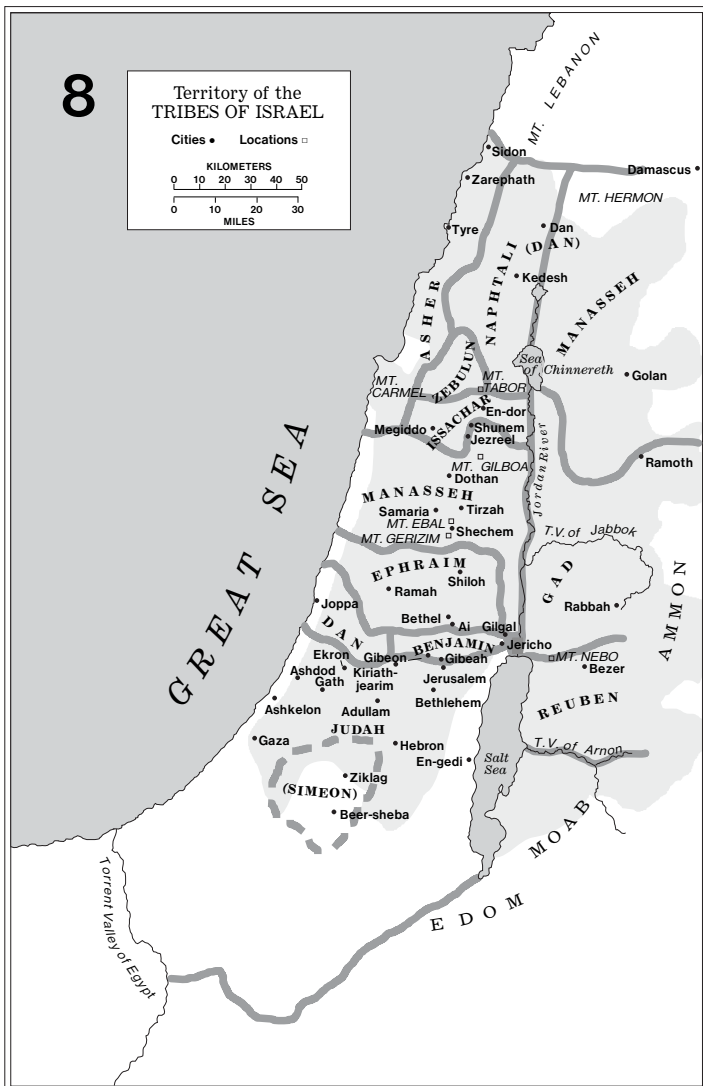 8
Territory of the
TRIBES OF ISRAEL
Cities • Locations □
KILOMETERS
0 10 20 30 40 50
0 10 20 30
MILES
MT. LEBANON
Sidon
Damascus
Zarephath
MT. HERMON
Tyre
Dan
(DAN)
NAPHTALI
Kedesh
MANASSEH
ASHER
Sea
of Chinnereth
Golan
ZEBULUN
MT.
CARMEL
MT.
TABOR
ISSACHAR
En-dor
Megiddo
Shunem
Jezreel
Ramoth
MT. GILBOA
Jordan River
Dothan
GREAT SEA
MANASSEH
Samaria
Tirzah
MT. EBAL
Shechem
MT. GERIZIM
T.V. of Jabbok
EPHRAIM
Shiloh
GAD
Ramah
Rabbah
AMMON
Joppa
Bethel
Ai
Gilgal
DAN
BENJAMIN
Jericho
Ekron
Gibeon
Gibeah
MT. NEBO
Bezer
Ashdod
Gath
Kiriath-
jearim
Jerusalem
Bethlehem
Ashkelon
Adullam
REUBEN
JUDAH
Gaza
Hebron
En-gedi
Salt
Sea
T.V. of Arnon
Ziklag
(SIMEON)
Beer-sheba
MOAB
EDOM
Torrent Valley of Egypt